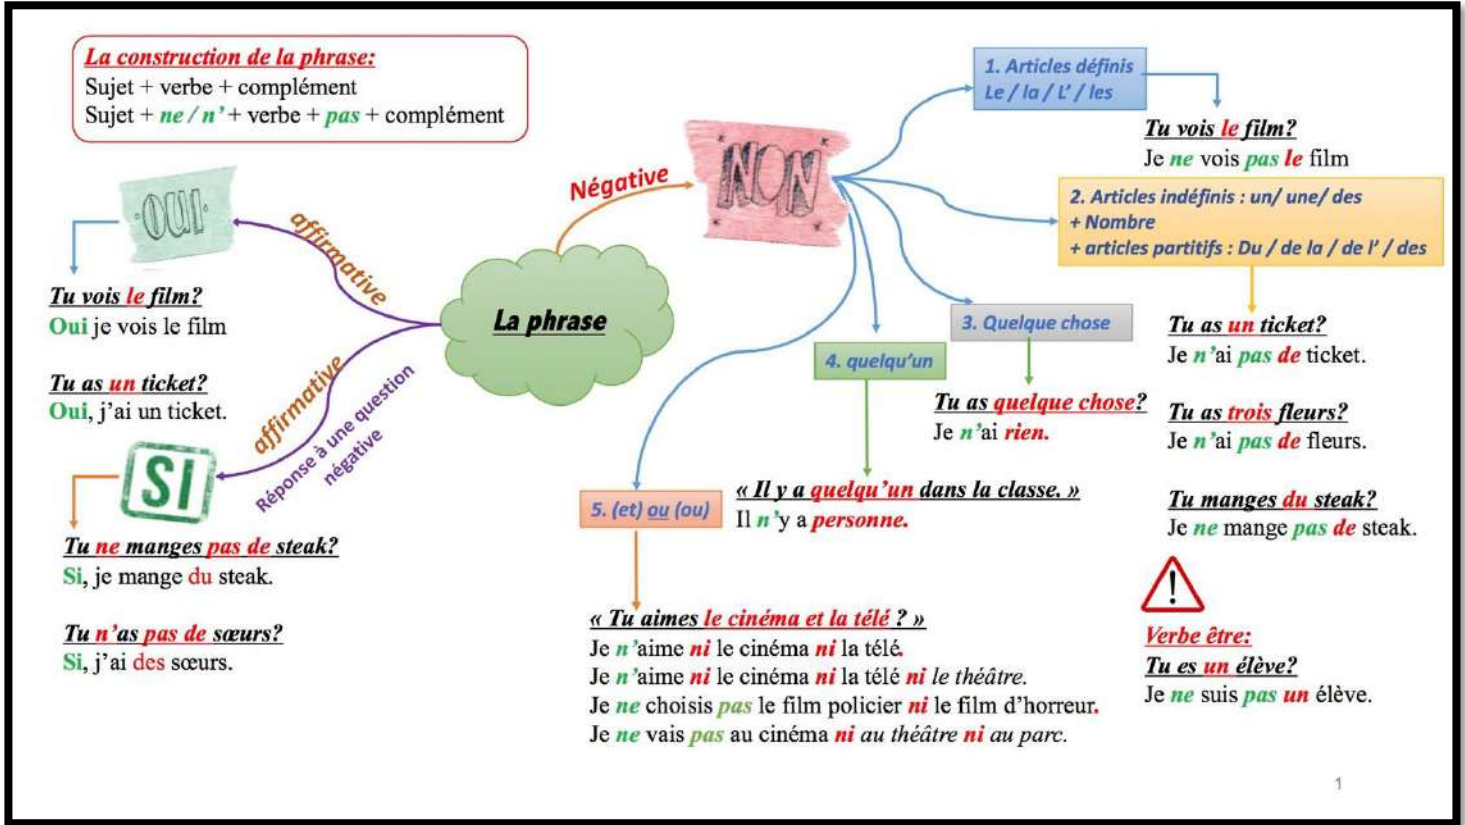 La construction de la phrase:
Sujet + verbe + complément
Sujet + ne / n' + verbe + pas + complément
OUI
affirmative
Tu vois le film?
Oui je vois le film
Tu as un ticket?
Oui, j'ai un ticket.
affirmative
Réponse à une question
négative
SI
Tu ne manges pas de steak?
Si, je mange du steak.
Tu n'as pas de sœurs?
Si, j'ai des sœurs.
La phrase
Négative
NON
1. Articles définis
Le / la / L' / les
Tu vois le film?
Je ne vois pas le film
2. Articles indéfinis : un/ une/ des
+ Nombre
+ articles partitifs : Du / de la / de l' / des
Tu as un ticket?
Je n'ai pas de ticket.
Tu as trois fleurs?
Je n'ai pas de fleurs.
Tu manges du steak?
Je ne mange pas de steak.
!
Verbe être:
Tu es un élève?
Je ne suis pas un élève.
3. Quelque chose
Tu as quelque chose?
Je n'ai rien.
4. quelqu'un
« Il y a quelqu'un dans la classe. »
Il n'y a personne.
5. (et) ou (ou)
« Tu aimes le cinéma et la télé ? »
Je n'aime ni le cinéma ni la télé.
Je n'aime ni le cinéma ni la télé ni le théâtre.
Je ne choisis pas le film policier ni le film d'horreur.
Je ne vais pas au cinéma ni au théâtre ni au parc.
1